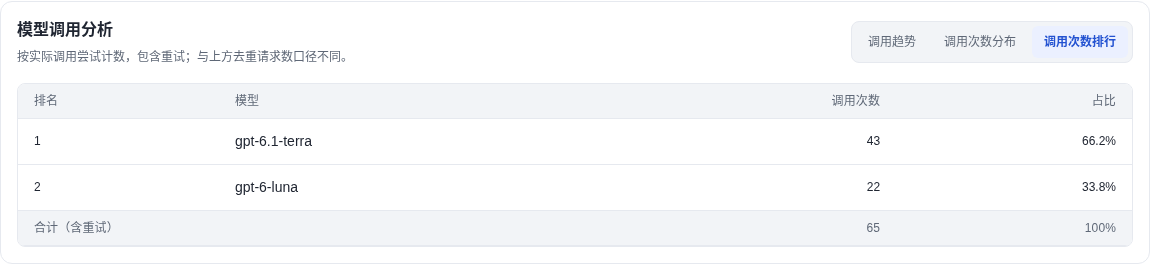 模型调用分析
按实际调用尝试计数，包含重试；与上方去重请求数口径不同。
调用趋势 调用次数分布 调用次数排行
排名 模型 调用次数 占比
1 gpt-6.1-terra 43 66.2%
2 gpt-6-luna 22 33.8%
合计（含重试） 65 100%